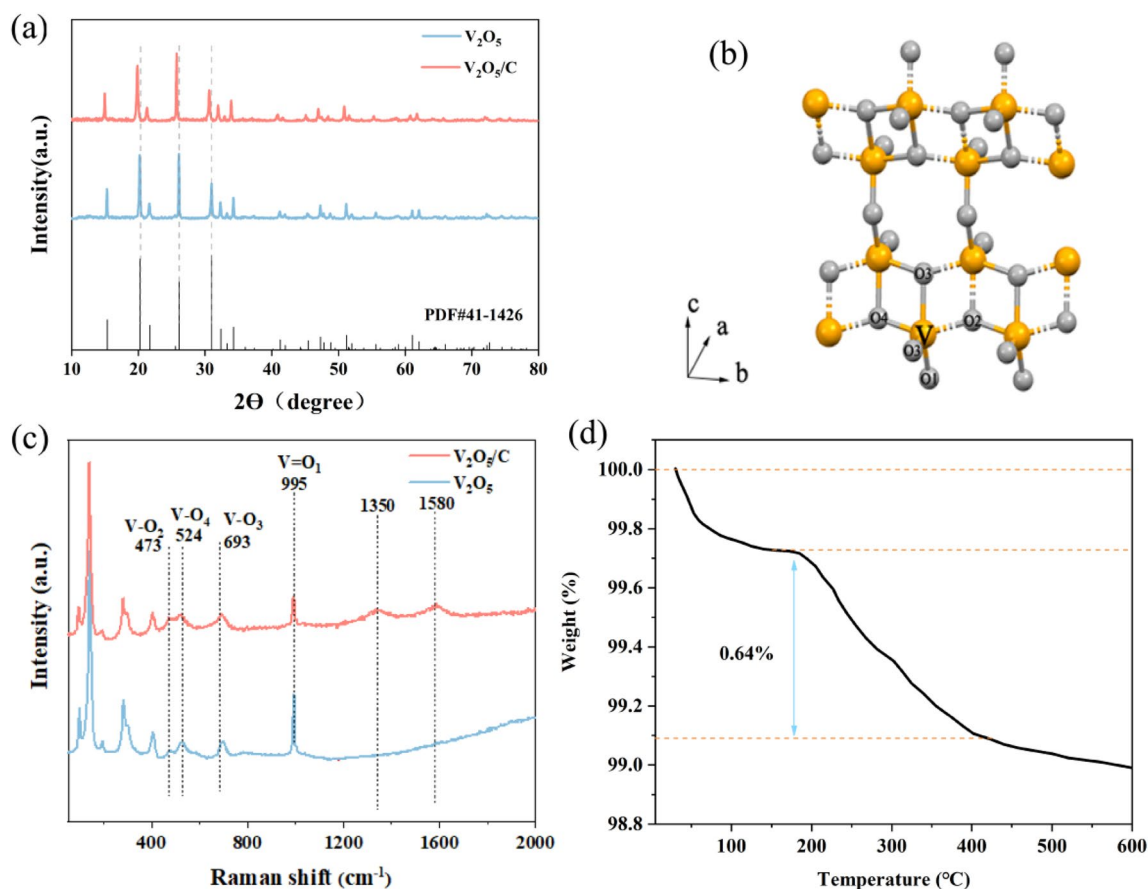 (a)
V₂O₅
V₂O₅/C
Intensity(a.u.)
PDF#41-1426
10 20 30 40 50 60 70 80
2Θ（degree）
(b)
c
a
b
O3
O4
V
O2
O3
O1
(c)
V₂O₅/C
V₂O₅
V=O₁
995
1350
1580
V-O₂
473
V-O₄
524
V-O₃
693
Intensity (a.u.)
400 800 1200 1600 2000
Raman shift (cm⁻¹)
(d)
100.0
99.8
99.6
99.4
99.2
99.0
98.8
Weight (%)
0.64%
100 200 300 400 500 600
Temperature (°C)